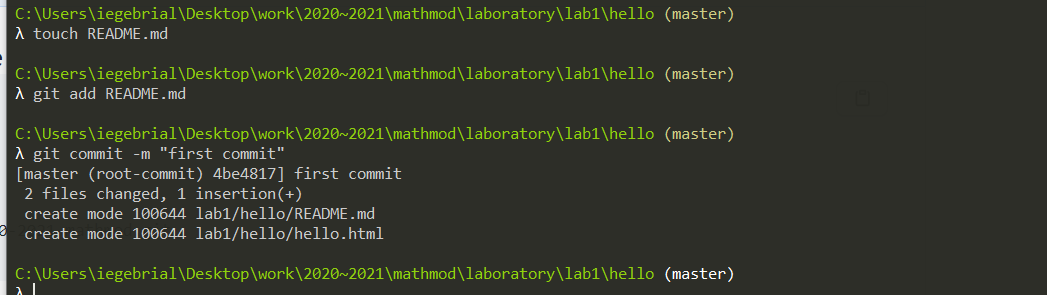 C:\Users\iegebrial\Desktop\work\2020~2021\mathmod\laboratory\lab1\hello (master)
λ touch README.md
C:\Users\iegebrial\Desktop\work\2020~2021\mathmod\laboratory\lab1\hello (master)
λ git add README.md
C:\Users\iegebrial\Desktop\work\2020~2021\mathmod\laboratory\lab1\hello (master)
λ git commit -m "first commit"
[master (root-commit) 4be4817] first commit
 2 files changed, 1 insertion(+)
 create mode 100644 lab1/hello/README.md
 create mode 100644 lab1/hello/hello.html
C:\Users\iegebrial\Desktop\work\2020~2021\mathmod\laboratory\lab1\hello (master)
λ